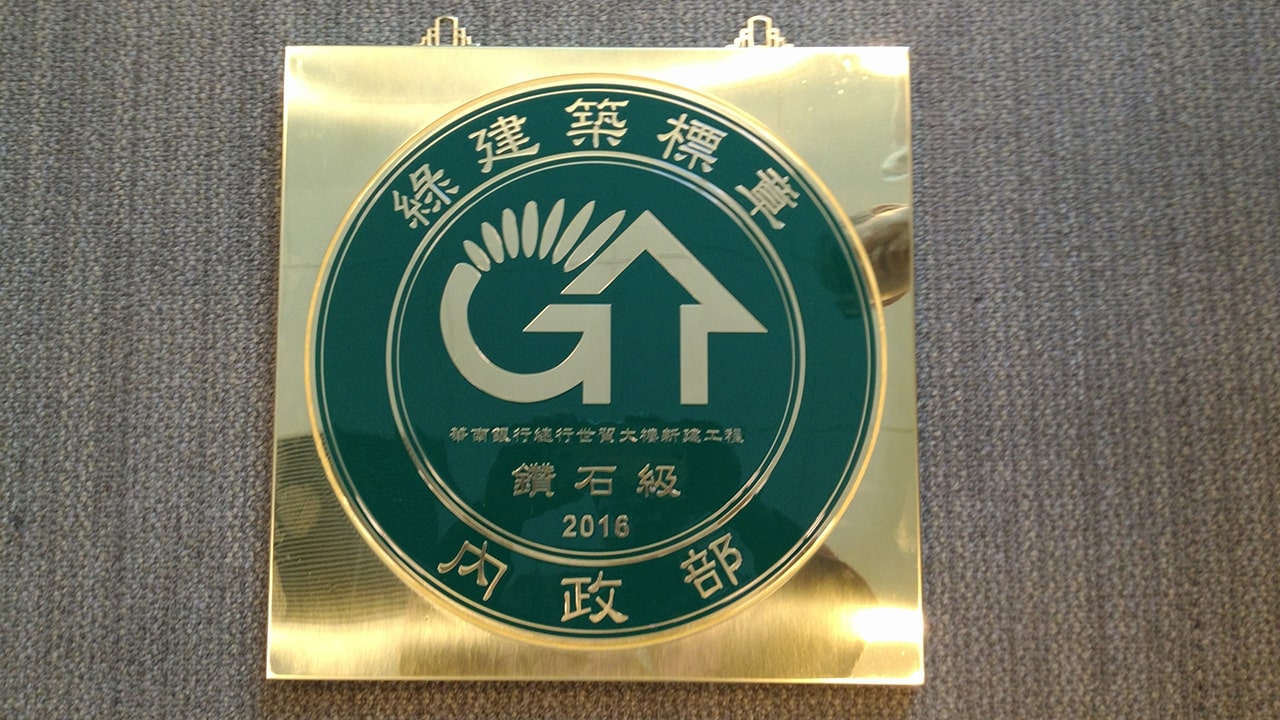 綠建築標章
華南銀行總行世貿大樓新建工程
鑽石級
2016
內政部